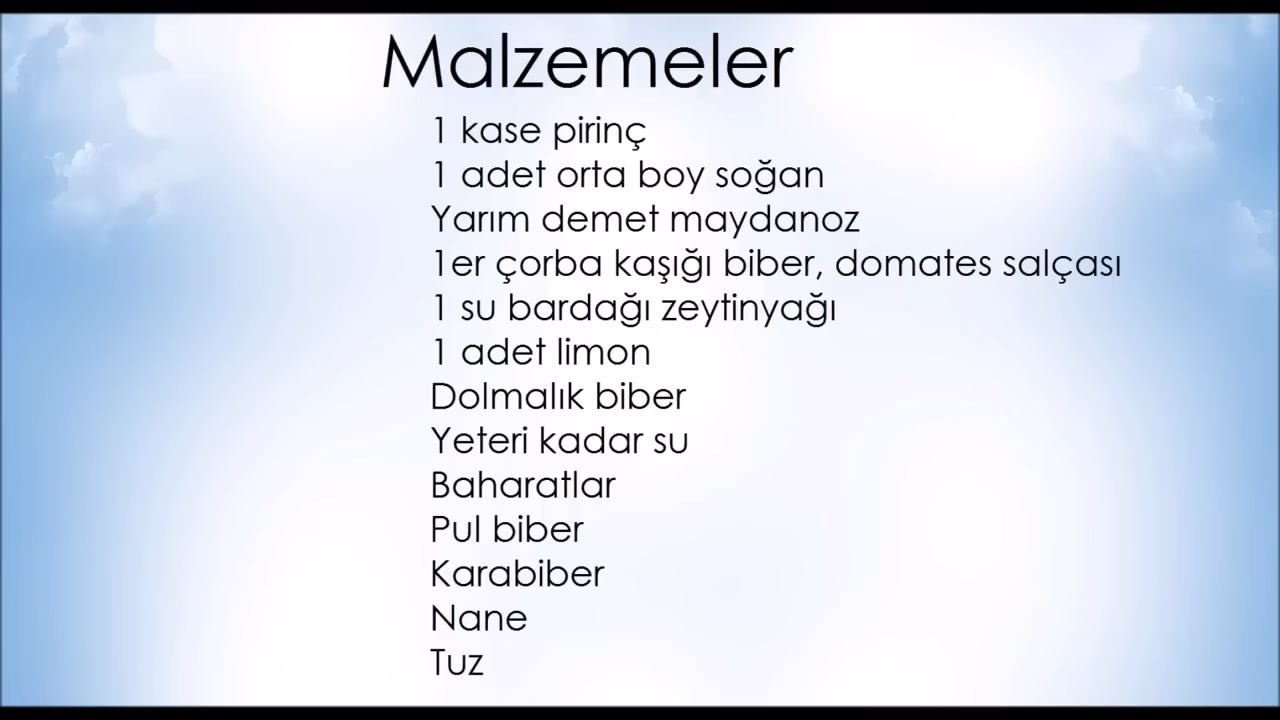 Malzemeler
1 kase pirinç
1 adet orta boy soğan
Yarım demet maydanoz
1er çorba kaşığı biber, domates salçası
1 su bardağı zeytinyağı
1 adet limon
Dolmalık biber
Yeteri kadar su
Baharatlar
Pul biber
Karabiber
Nane
Tuz